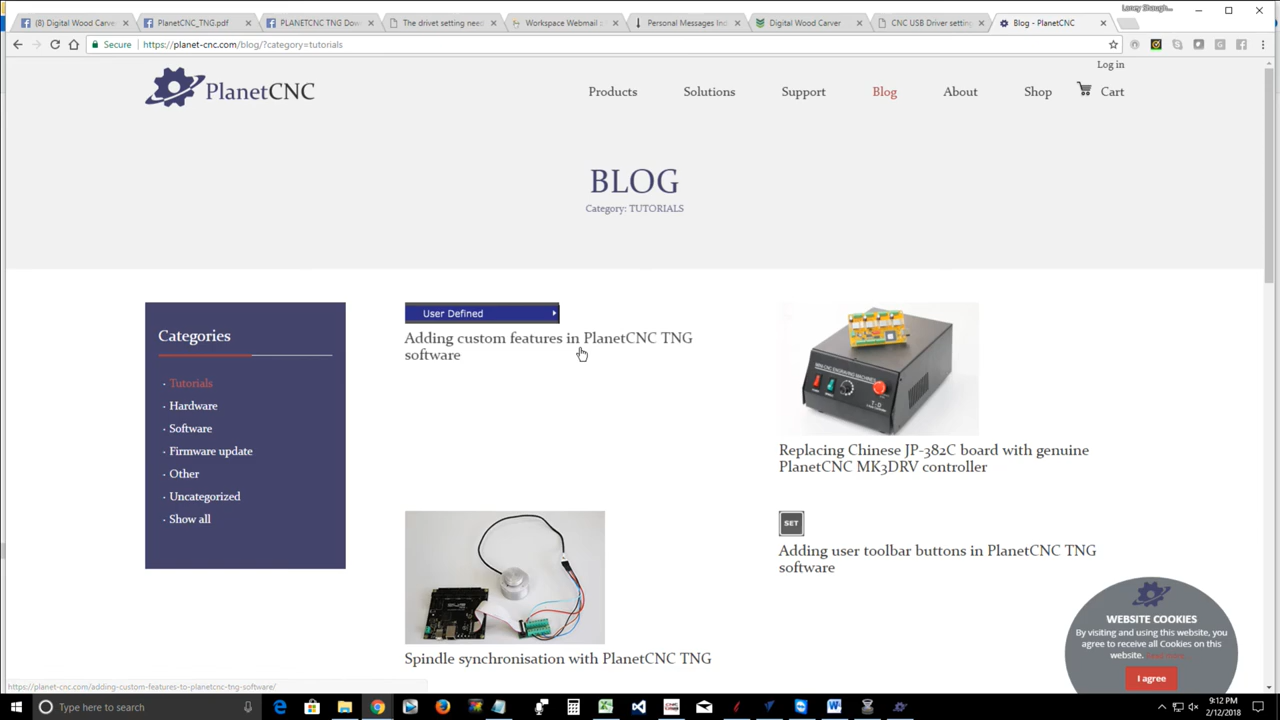 Lorey Shaugh...
(8) Digital Wood Carver
PlanetCNC_TNG.pdf
PLANETCNC TNG Dow
The drivet setting need
Workspace Webmail
Personal Messages Ind
Digital Wood Carver
CNC USB Driver setting
Blog - PlanetCNC
Secure
https://planet-cnc.com/blog/?category=tutorials
Log in
PlanetCNC
Products
Solutions
Support
Blog
About
Shop
Cart
BLOG
Category: TUTORIALS
Categories
· Tutorials
· Hardware
· Software
· Firmware update
· Other
· Uncategorized
· Show all
User Defined
Adding custom features in PlanetCNC TNG
software
Replacing Chinese JP-382C board with genuine
PlanetCNC MK3DRV controller
SET
Adding user toolbar buttons in PlanetCNC TNG
software
Spindle synchronisation with PlanetCNC TNG
WEBSITE COOKIES
By visiting and using this website, you
agree to receive all Cookies on this
website.
I agree
https://planet-cnc.com/adding-custom-features-to-planetcnc-tng-software/
Type here to search
9:12 PM
2/12/2018